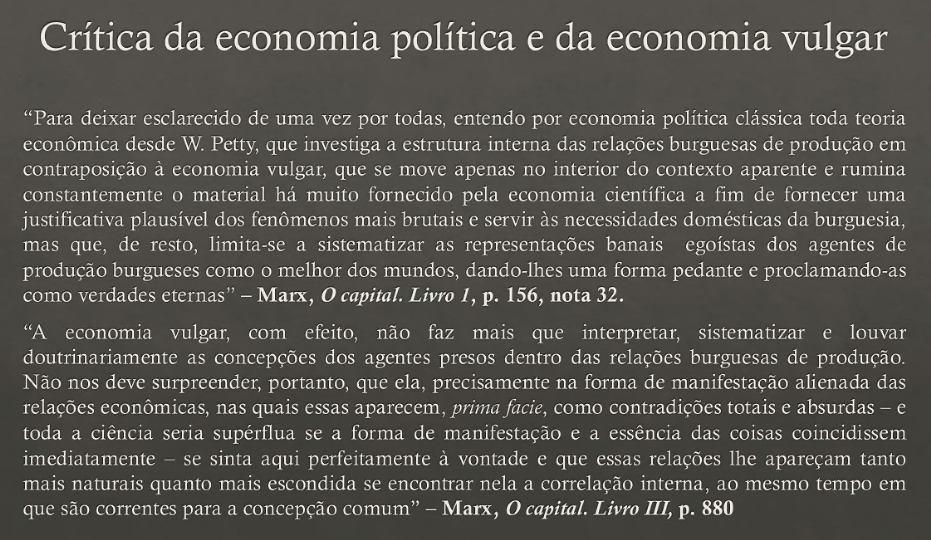 Crítica da economia política e da economia vulgar
“Para deixar esclarecido de uma vez por todas, entendo por economia política clássica toda teoria
econômica desde W. Petty, que investiga a estrutura interna das relações burguesas de produção em
contraposição à economia vulgar, que se move apenas no interior do contexto aparente e rumina
constantemente o material há muito fornecido pela economia científica a fim de fornecer uma
justificativa plausível dos fenômenos mais brutais e servir às necessidades domésticas da burguesia,
mas que, de resto, limita-se a sistematizar as representações banais egoístas dos agentes de
produção burgueses como o melhor dos mundos, dando-lhes uma forma pedante e proclamando-as
como verdades eternas” – Marx, O capital. Livro 1, p. 156, nota 32.
“A economia vulgar, com efeito, não faz mais que interpretar, sistematizar e louvar
doutrinariamente as concepções dos agentes presos dentro das relações burguesas de produção.
Não nos deve surpreender, portanto, que ela, precisamente na forma de manifestação alienada das
relações econômicas, nas quais essas aparecem, prima facie, como contradições totais e absurdas – e
toda a ciência seria supérflua se a forma de manifestação e a essência das coisas coincidissem
imediatamente – se sinta aqui perfeitamente à vontade e que essas relações lhe apareçam tanto
mais naturais quanto mais escondida se encontrar nela a correlação interna, ao mesmo tempo em
que são correntes para a concepção comum” – Marx, O capital. Livro III, p. 880